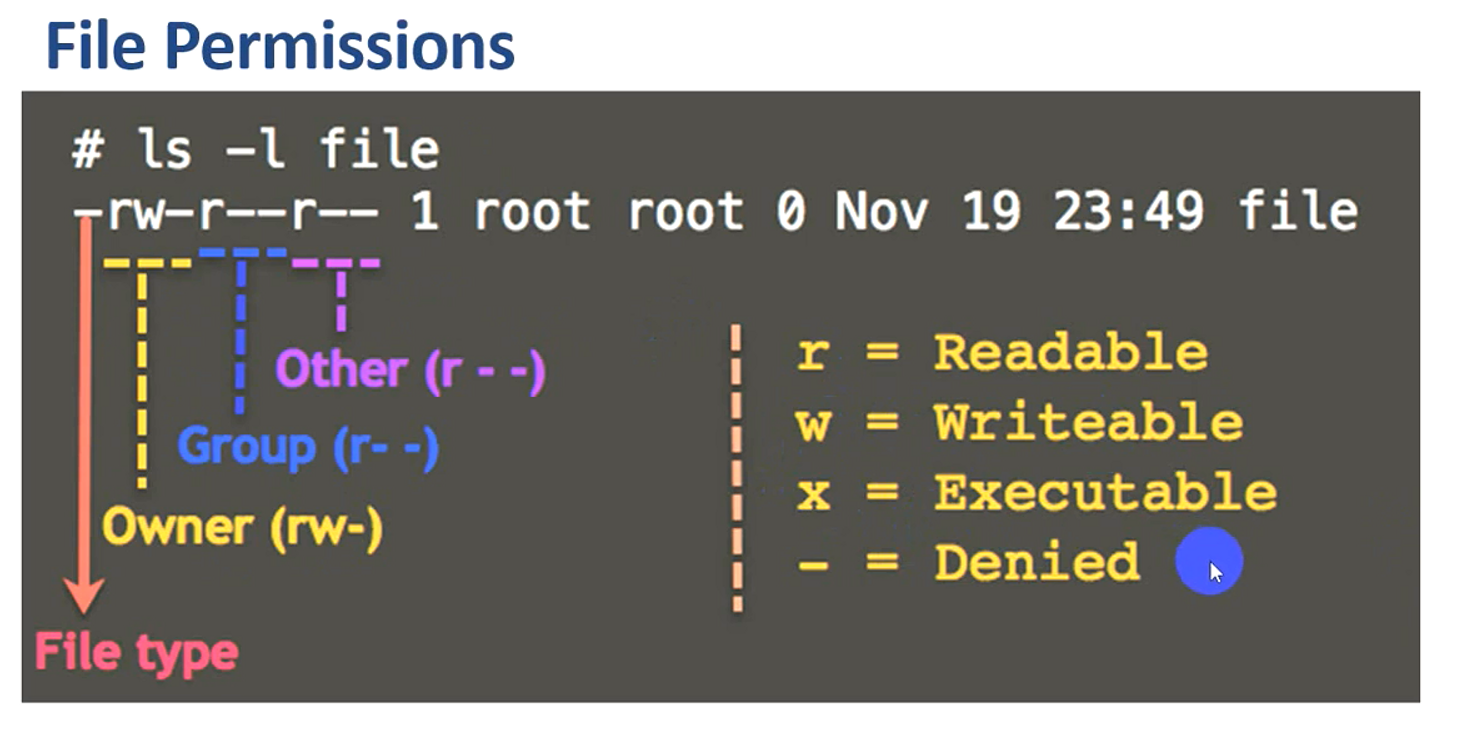 File Permissions
# ls -l file
-rw-r--r-- 1 root root 0 Nov 19 23:49 file
Other (r - -)
Group (r- -)
Owner (rw-)
File type
r = Readable
w = Writeable
x = Executable
- = Denied